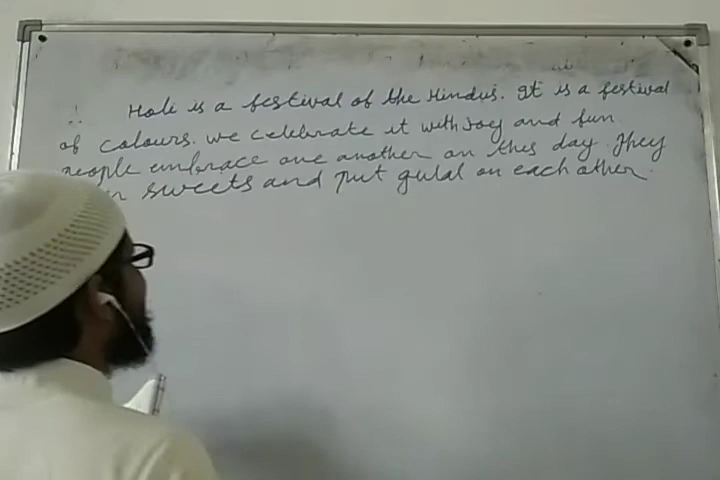 Holi is a festival of the Hindus. It is a festival
of colours. We celebrate it with Joy and fun
people embrace one another on this day. They
sweets and put gulal on each other.